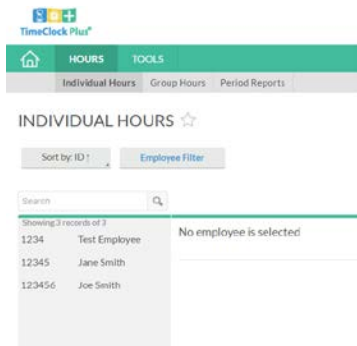 TimeClock Plus®
HOURS TOOLS
Individual Hours Group Hours Period Reports
INDIVIDUAL HOURS
Sort by: ID ↑ Employee Filter
Search
Showing 3 records of 3
No employee is selected
1234 Test Employee
12345 Jane Smith
123456 Joe Smith